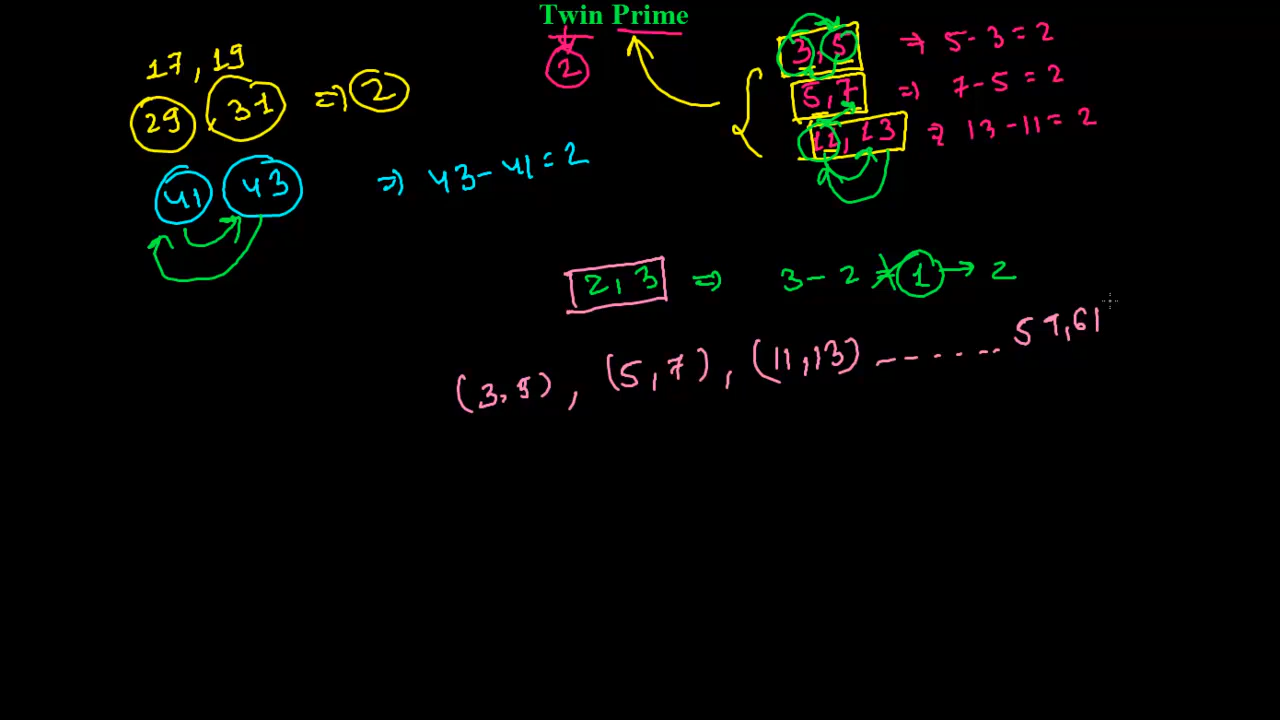 Twin Prime
2
17, 19
29, 31 ⇒ 2
41 43 ⇒ 43 - 41 = 2
3, 5 ⇒ 5 - 3 = 2
5, 7 ⇒ 7 - 5 = 2
11, 13 ⇒ 13 - 11 = 2
2, 3 ⇒ 3 - 2 ≠ 1 → 2
(3, 5), (5, 7), (11, 13) ------- 59, 61